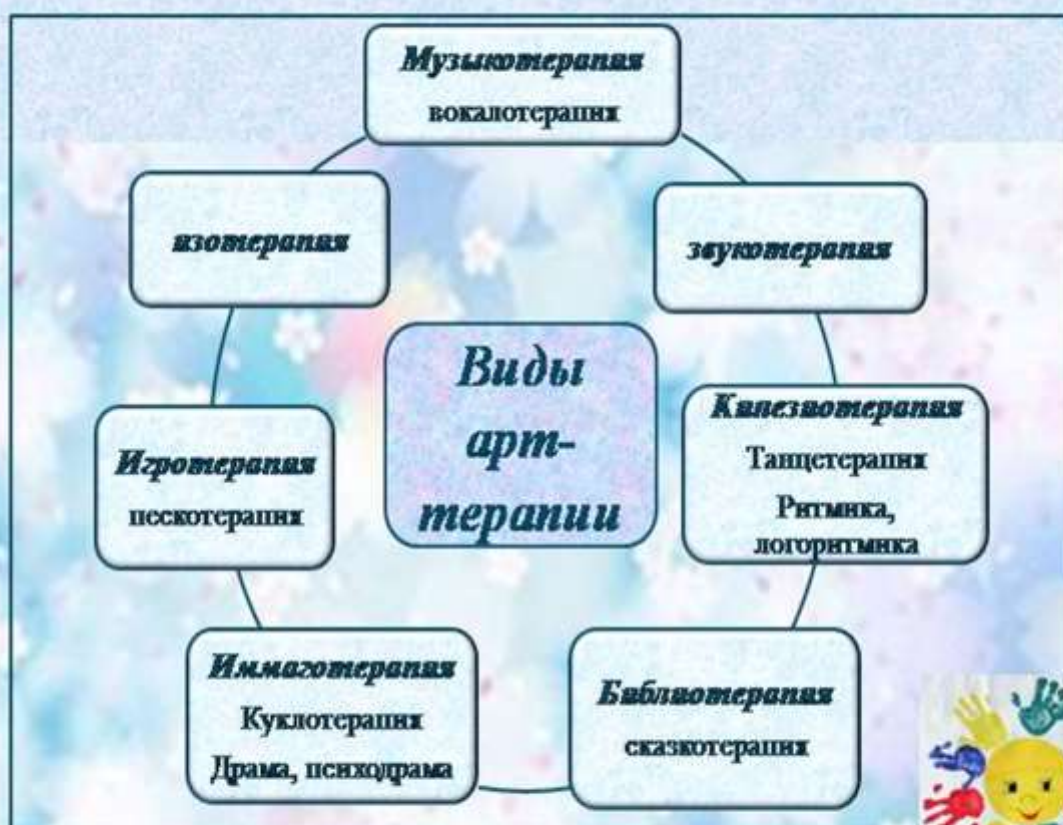 Музыкотерапия
вокалотерапия
изотерапия
звукотерапия
Виды
арт-
терапии
Кинезиотерапия
Танцетерапия
Ритмика,
логоритмика
Игротерапия
пескотерапия
Иммаготерапия
Куклотерапия
Драма, психодрама
Библиотерапия
сказкотерапия